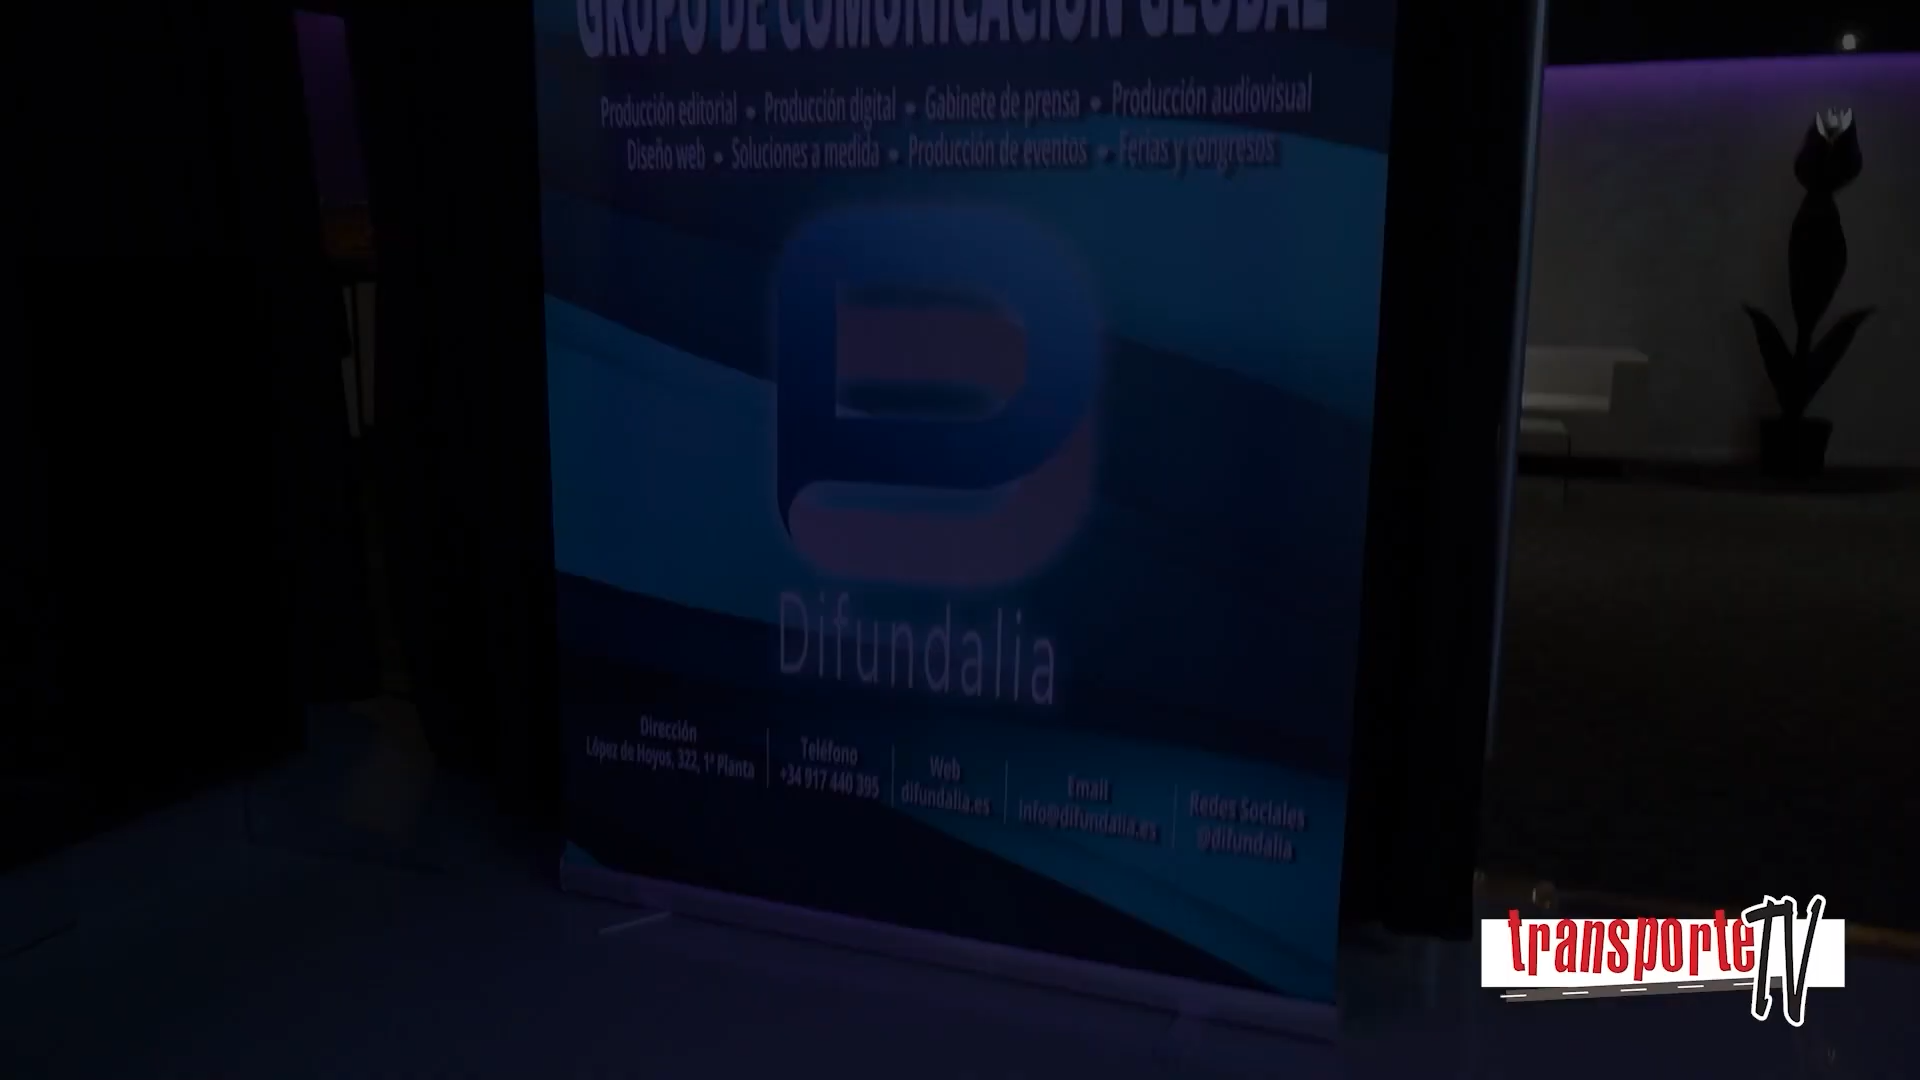 GRUPO DE COMUNICACIÓN GLOBAL
Producción editorial • Producción digital • Gabinete de prensa • Producción audiovisual
Diseño web • Soluciones a medida • Producción de eventos • Ferias y congresos
Difundalia
Dirección
López de Hoyos, 322, 1ª Planta
Teléfono
+34 917 440 395
Web
difundalia.es
Email
info@difundalia.es
Redes Sociales
@difundalia
transporte TV